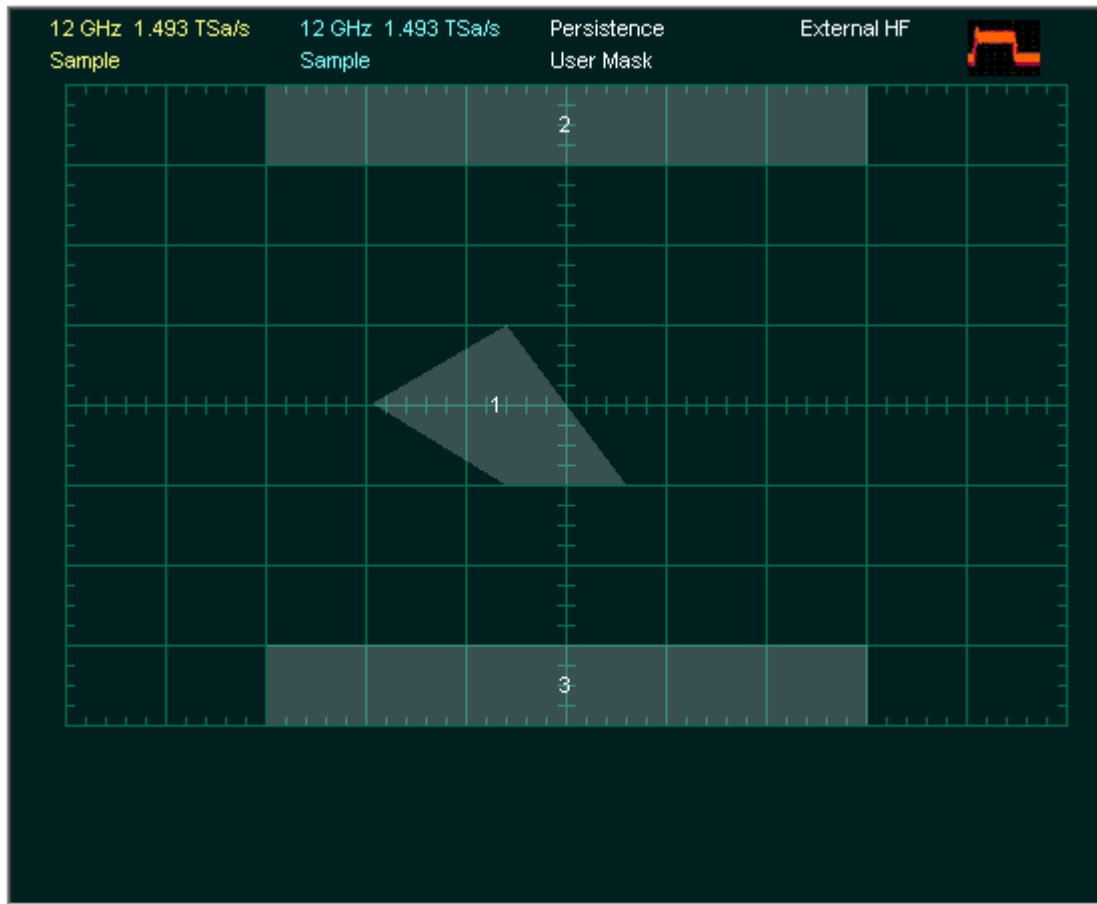 12 GHz 1.493 TSa/s 12 GHz 1.493 TSa/s Persistence External HF
Sample Sample User Mask
2
1
3